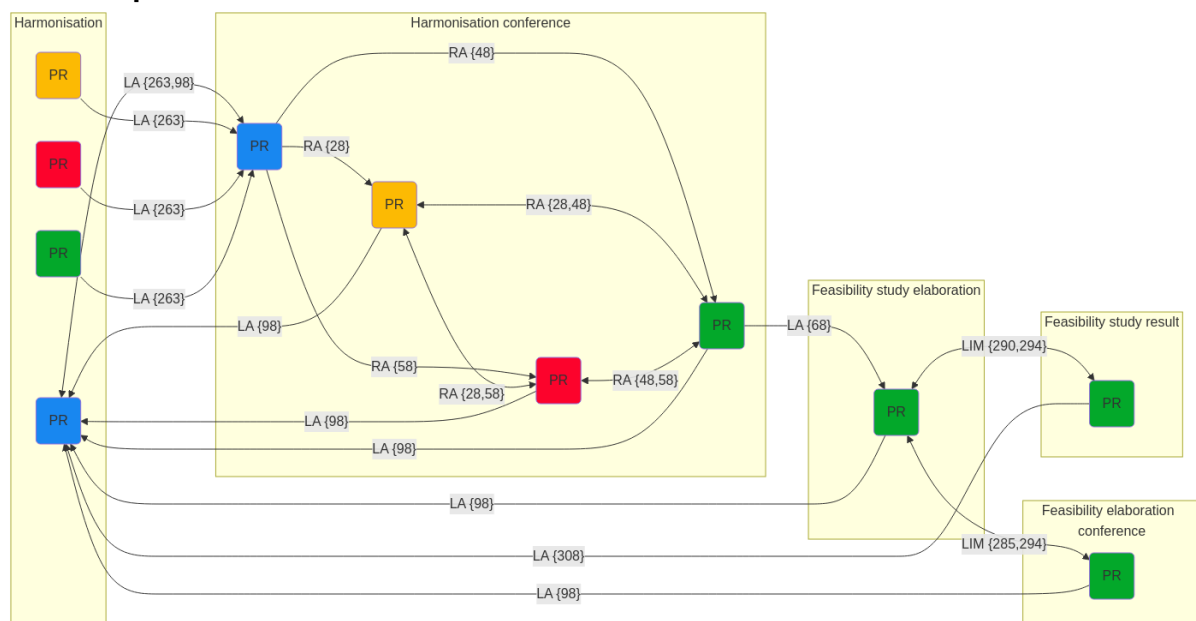 Harmonisation
Harmonisation conference
RA {48}
PR
LA {263,98}
LA {263}
PR
RA {28}
PR
LA {263}
PR
RA {28,48}
PR
LA {263}
Feasibility study elaboration
Feasibility study result
LA {98}
PR
LA {68}
LIM {290,294}
RA {58}
PR
RA {48,58}
RA {28,58}
PR
PR
PR
LA {98}
LA {98}
LA {98}
Feasibility elaboration
conference
LIM {285,294}
LA {308}
PR
LA {98}